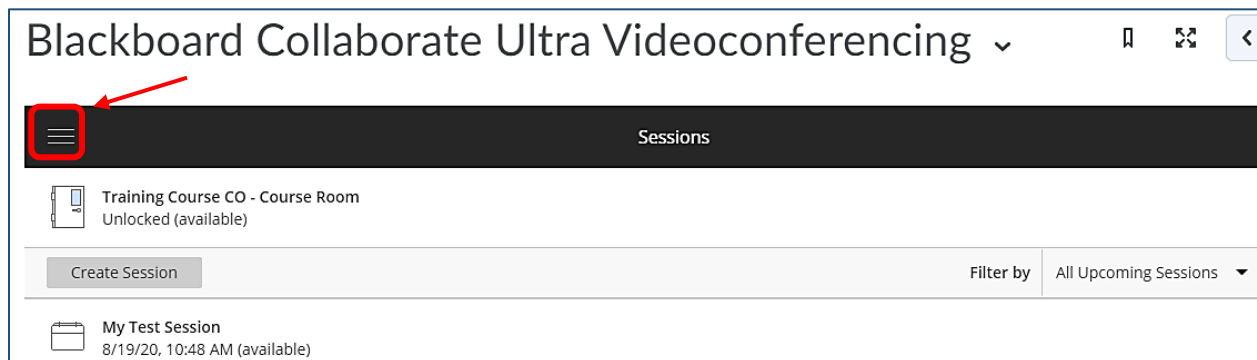 Blackboard Collaborate Ultra Videoconferencing
Sessions
Training Course CO - Course Room
Unlocked (available)
Create Session
Filter by
All Upcoming Sessions
My Test Session
8/19/20, 10:48 AM (available)